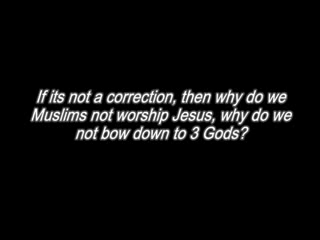 If its not a correction, then why do we
Muslims not worship Jesus, why do we
not bow down to 3 Gods?